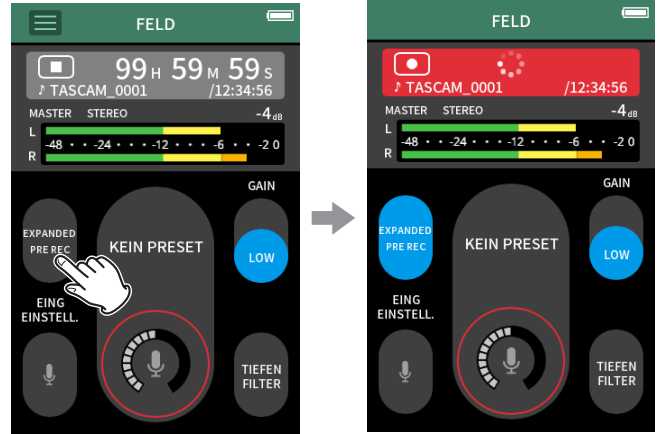 FELD
99 H 59 M 59 S
♪ TASCAM_0001 /12:34:56
MASTER STEREO -4 dB
L
-48 · · -24 · · · -12 · · · -6 · · -2 0
R
GAIN
EXPANDED
PRE REC
KEIN PRESET
LOW
EING
EINSTELL.
TIEFEN
FILTER
FELD
♪ TASCAM_0001 /12:34:56
MASTER STEREO -4 dB
L
-48 · · -24 · · · -12 · · · -6 · · -2 0
R
GAIN
EXPANDED
PRE REC
KEIN PRESET
LOW
EING
EINSTELL.
TIEFEN
FILTER